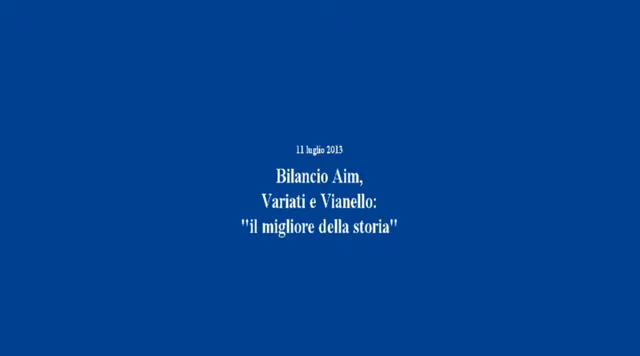 11 luglio 2013
Bilancio Aim,
Variati e Vianello:
"il migliore della storia"